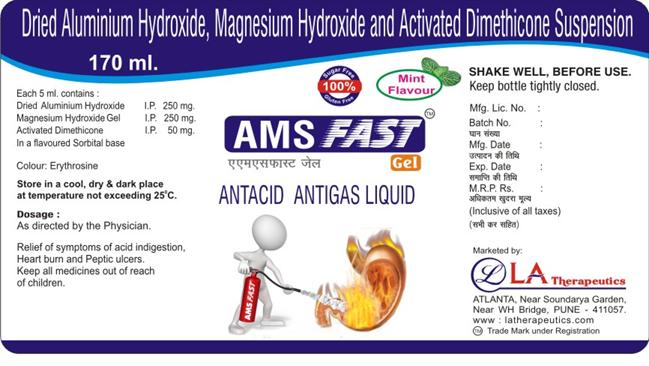 Dried Aluminium Hydroxide, Magnesium Hydroxide and Activated Dimethicone Suspension
170 ml.
Each 5 ml. contains :
Dried Aluminium Hydroxide I.P. 250 mg.
Magnesium Hydroxide Gel I.P. 250 mg.
Activated Dimethicone I.P. 50 mg.
In a flavoured Sorbital base
Colour: Erythrosine
Store in a cool, dry & dark place
at temperature not exceeding 25°C.
Dosage :
As directed by the Physician.
Relief of symptoms of acid indigestion,
Heart burn and Peptic ulcers.
Keep all medicines out of reach
of children.
Sugar Free
100%
Gluten Free
Mint
Flavour
AMS FAST TM
एएमएसफास्ट जेल
Gel
ANTACID ANTIGAS LIQUID
AMS FAST
SHAKE WELL, BEFORE USE.
Keep bottle tightly closed.
Mfg. Lic. No. :
Batch No. :
घान संख्या
Mfg. Date :
उत्पादन की तिथि
Exp. Date :
समाप्ति की तिथि
M.R.P. Rs. :
अधिकतम खुदरा मूल्य
(Inclusive of all taxes)
(सभी कर सहित)
Marketed by:
L LA Therapeutics
ATLANTA, Near Soundarya Garden,
Near WH Bridge, PUNE - 411057.
www : latherapeutics.com
TM Trade Mark under Registration